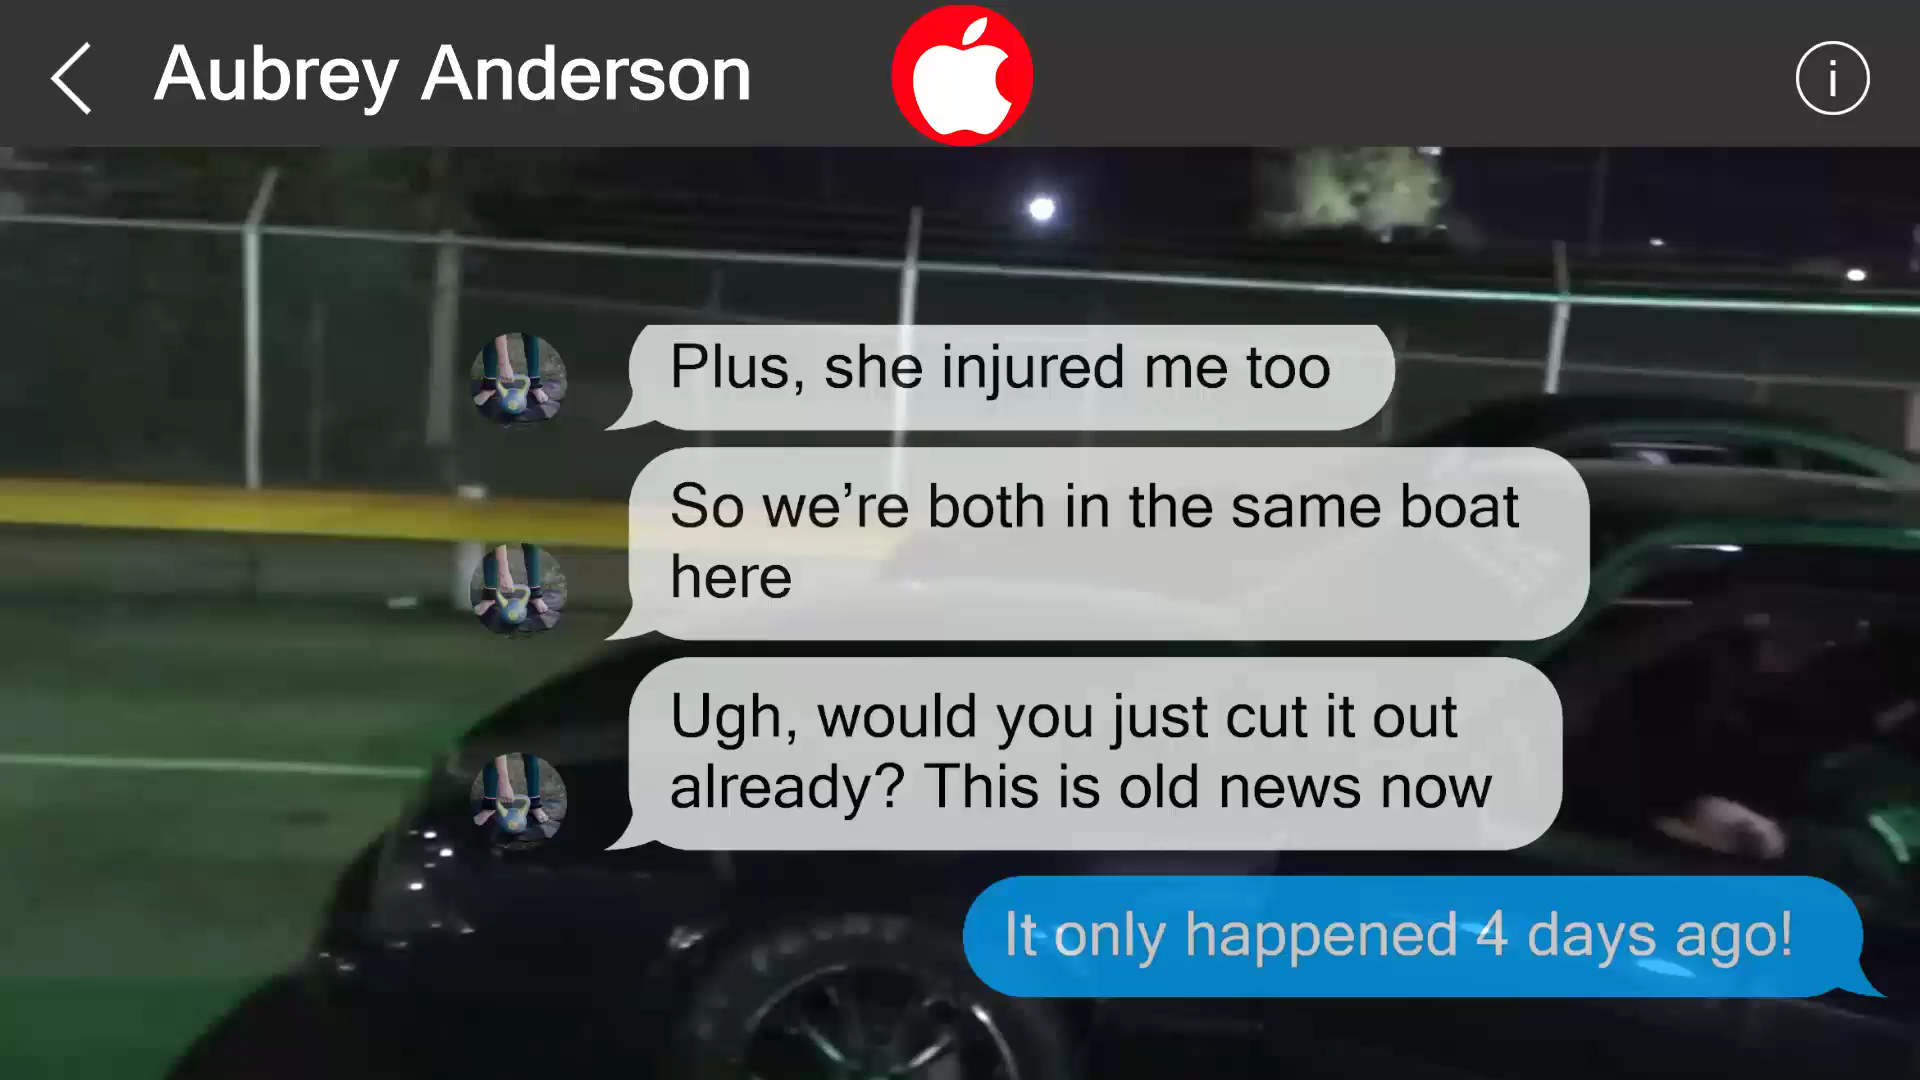 Aubrey Anderson
Plus, she injured me too
So we’re both in the same boat
here
Ugh, would you just cut it out
already? This is old news now
It only happened 4 days ago!